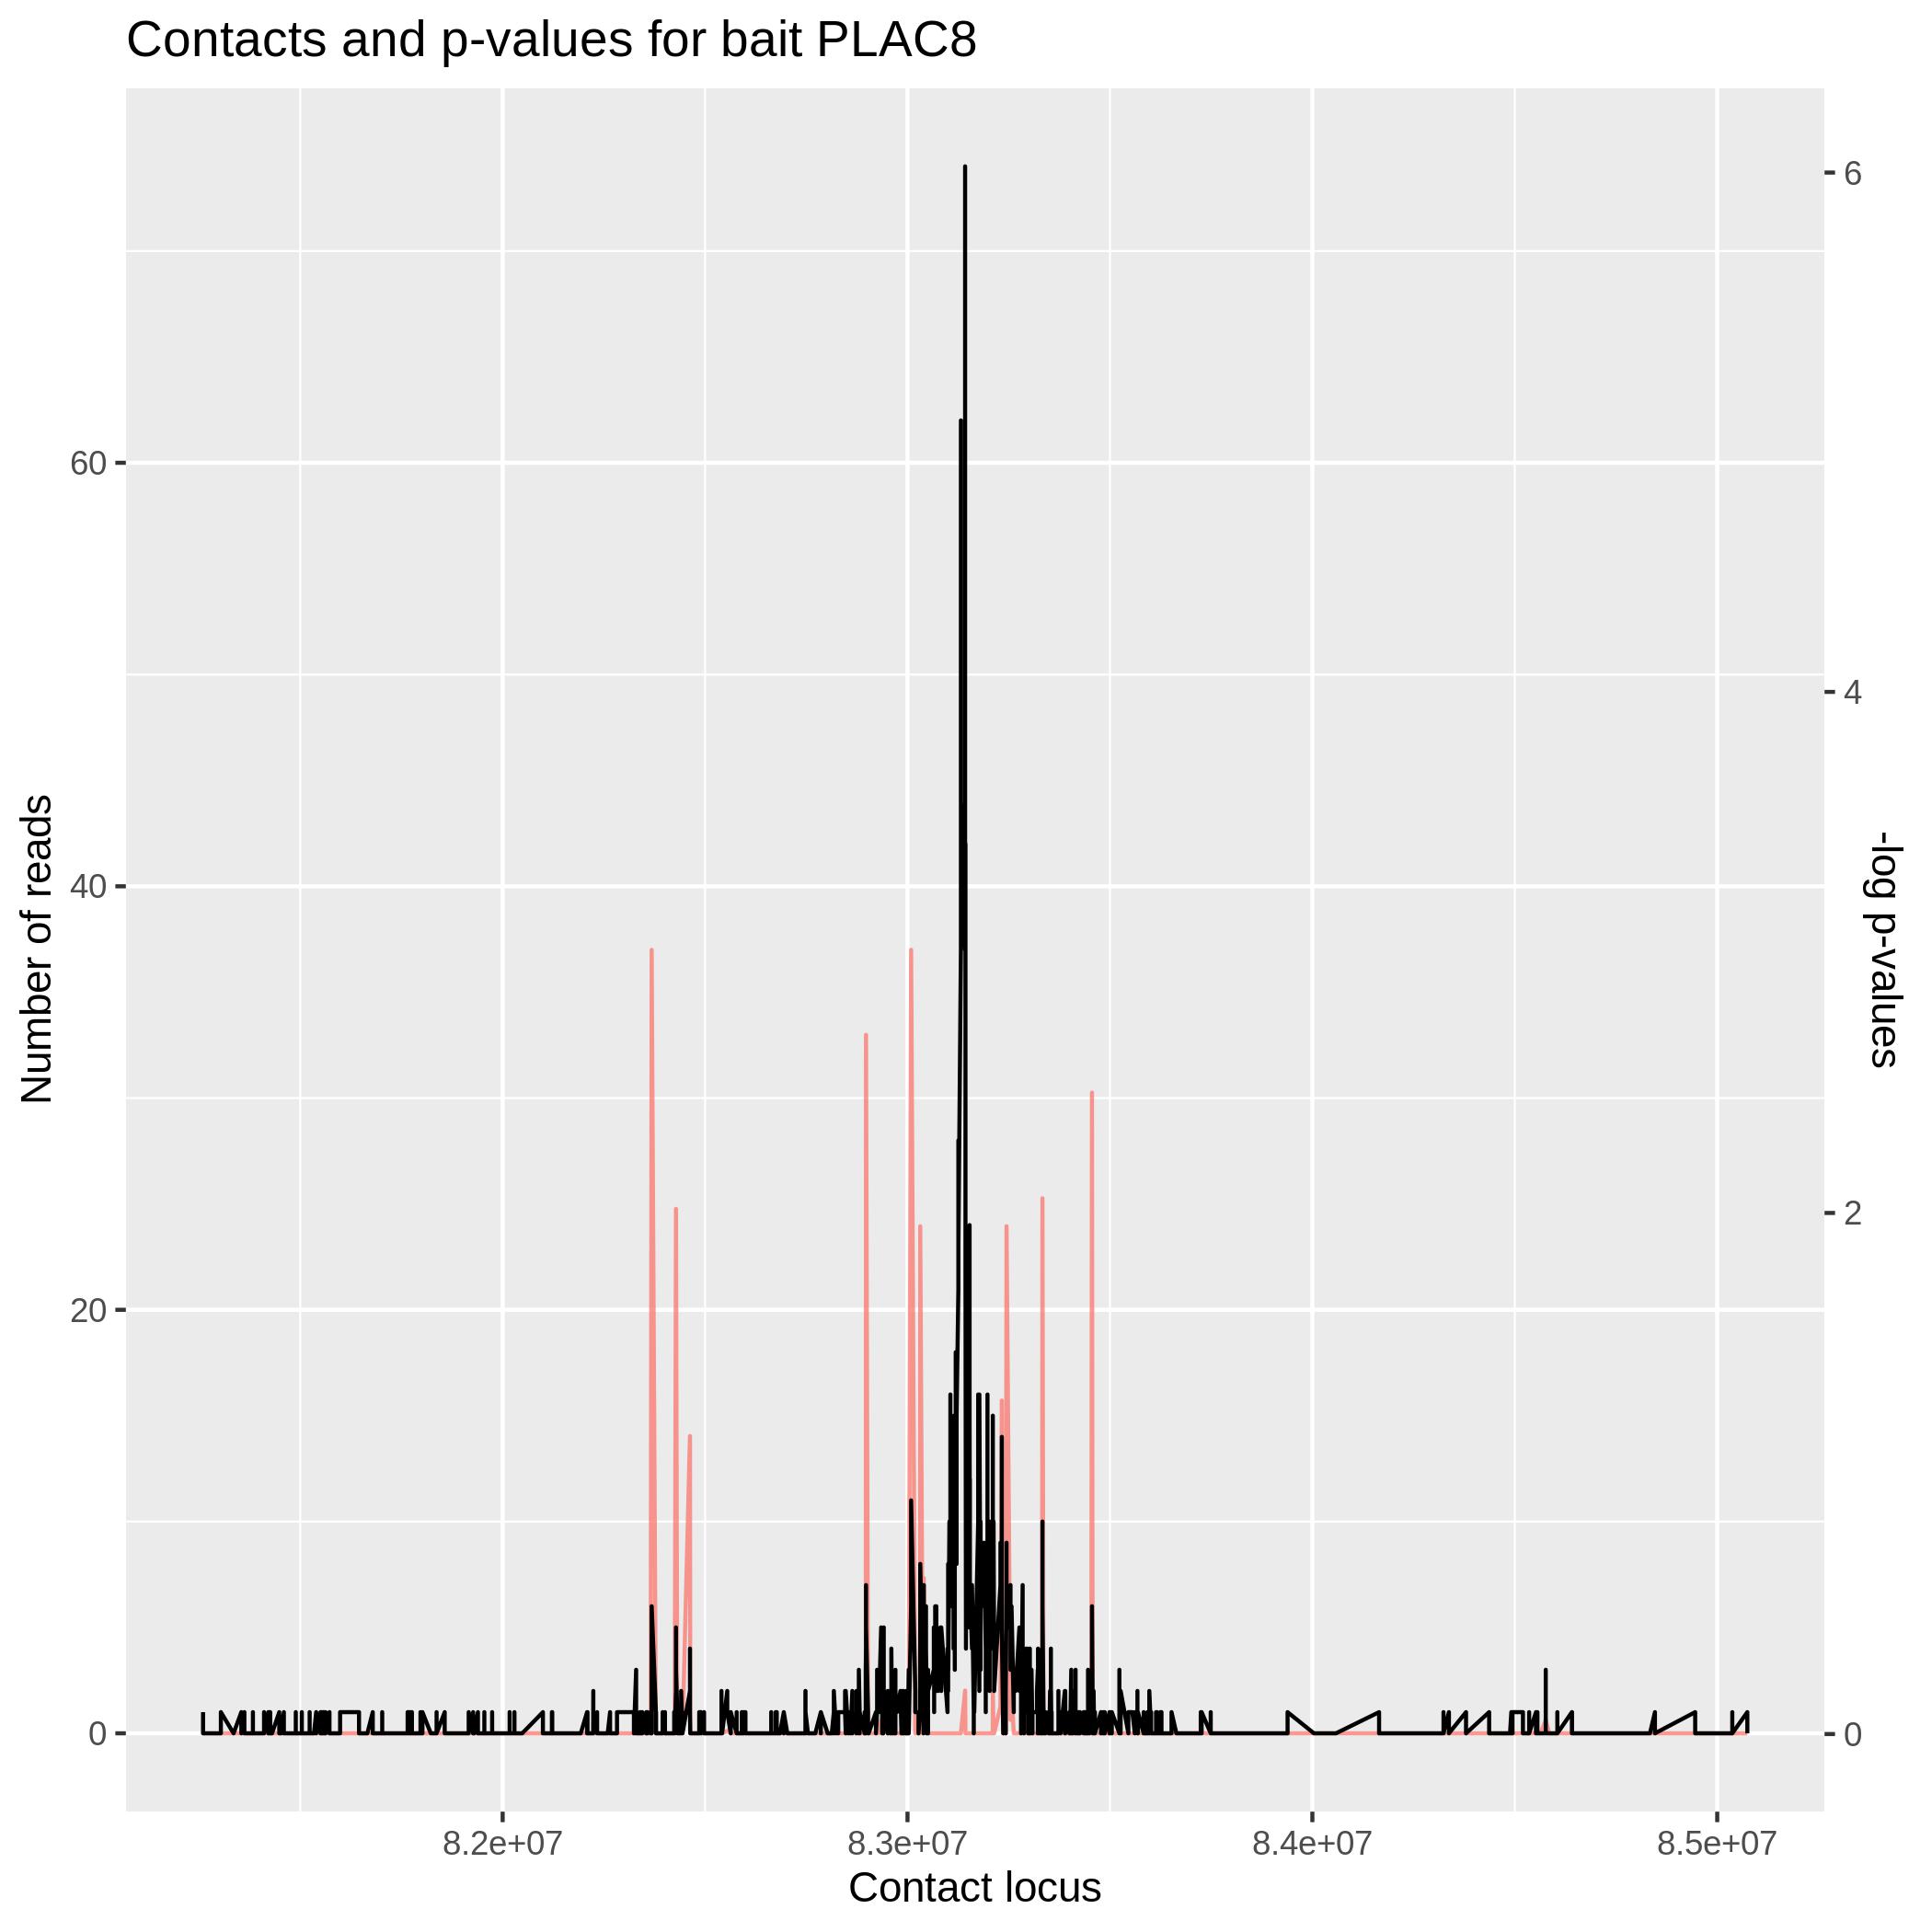 Contacts and p-values for bait PLAC8
6
60
4
40
Number of reads
-log p-values
2
20
0
0
8.2e+07
8.3e+07
8.4e+07
8.5e+07
Contact locus